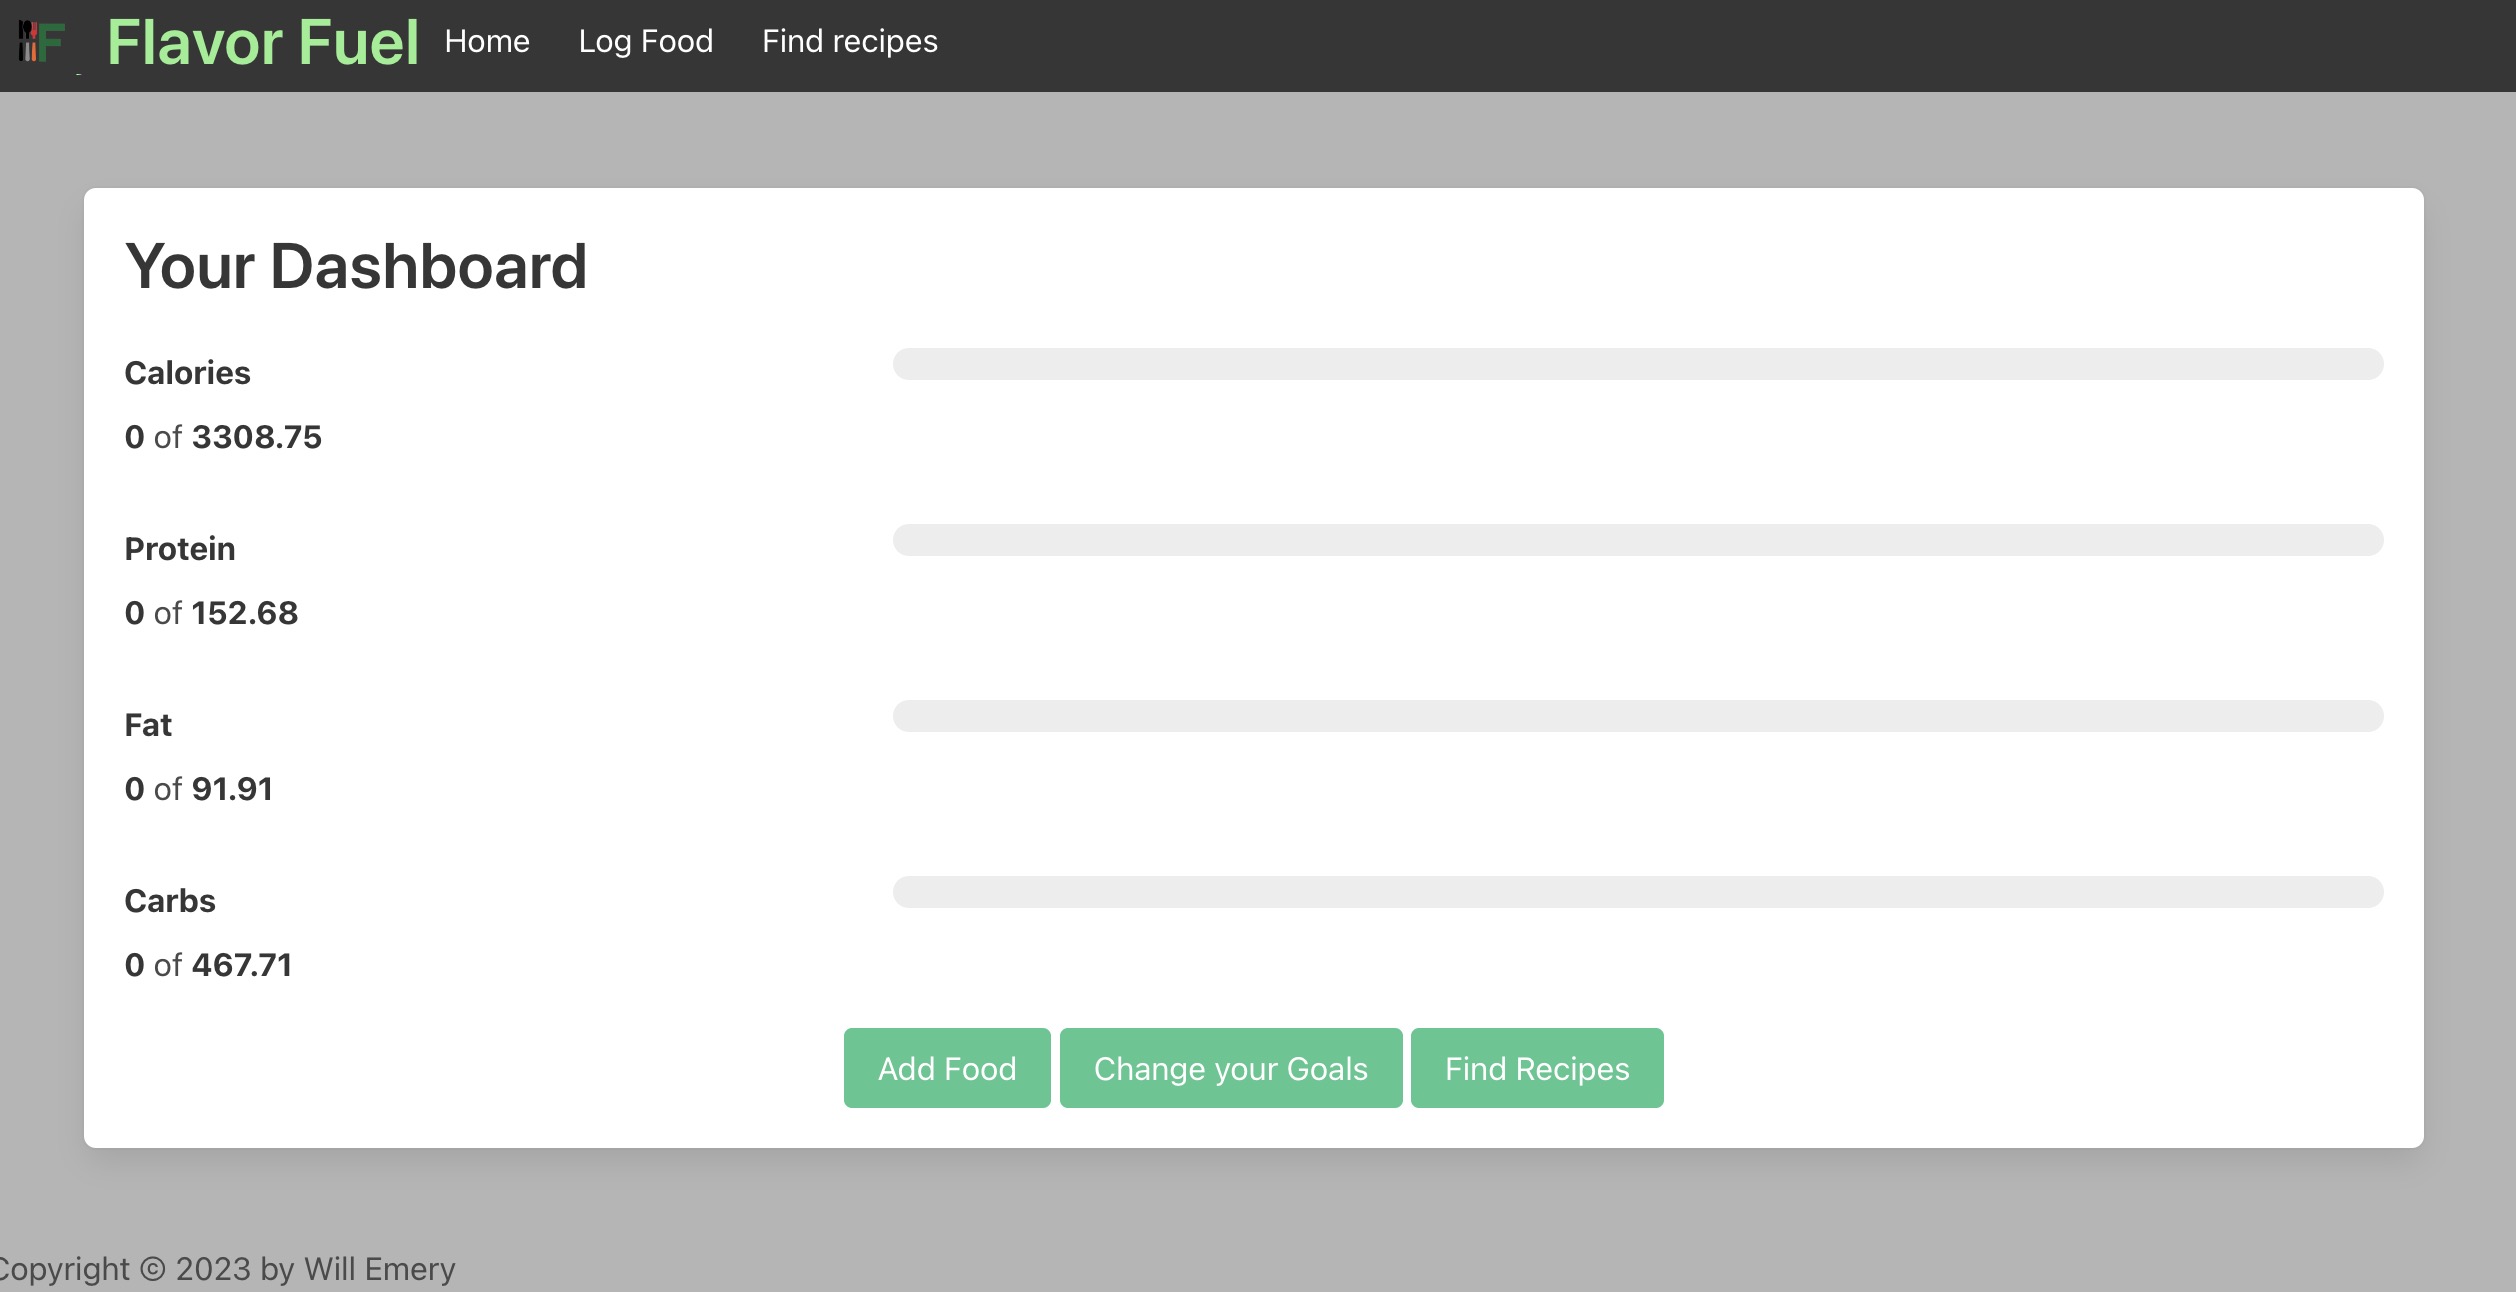 F Flavor Fuel Home Log Food Find recipes
Your Dashboard
Calories
0 of 3308.75
Protein
0 of 152.68
Fat
0 of 91.91
Carbs
0 of 467.71
Add Food Change your Goals Find Recipes
Copyright © 2023 by Will Emery